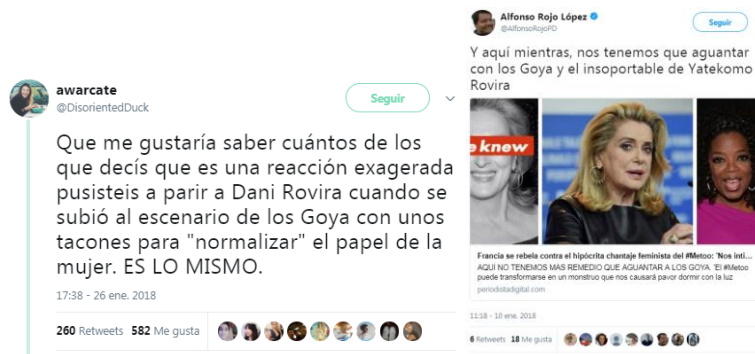 awarcate
@DisorientedDuck
Seguir
Que me gustaría saber cuántos de los
que decís que es una reacción exagerada
pusisteis a parir a Dani Rovira cuando se
subió al escenario de los Goya con unos
tacones para "normalizar" el papel de la
mujer. ES LO MISMO.
17:38 - 26 ene. 2018
260 Retweets 582 Me gusta
Alfonso Rojo López
@AlfonsoRojoPD
Seguir
Y aquí mientras, nos tenemos que aguantar
con los Goya y el insoportable de Yatekomo
Rovira
e knew
Francia se rebela contra el hipócrita chantaje feminista del #Metoo: 'Nos inti...
AQUI NO TENEMOS MAS REMEDIO QUE AGUANTAR A LOS GOYA. 'El #Metoo
puede transformarse en un monstruo que nos causará pavor dormir con la luz
periodistadigital.com
11:18 - 10 ene. 2018
6 Retweets 18 Me gusta